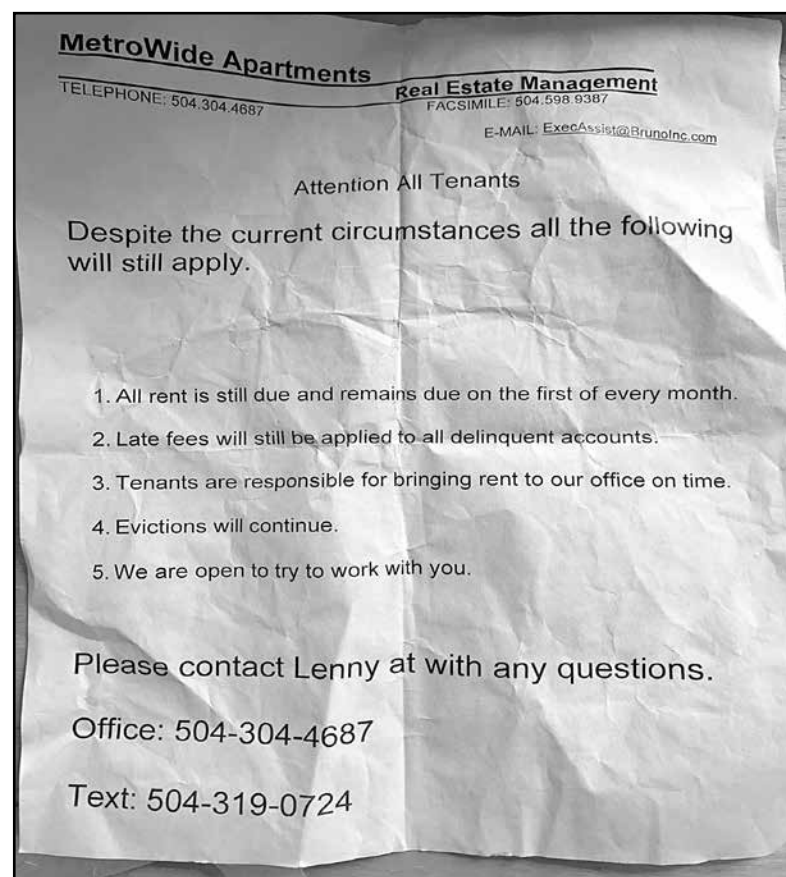 MetroWide Apartments
Real Estate Management
TELEPHONE: 504.304.4687
FACSIMILE: 504.598.9387
E-MAIL: ExecAssist@BrunoInc.com
Attention All Tenants
Despite the current circumstances all the following
will still apply.
1. All rent is still due and remains due on the first of every month.
2. Late fees will still be applied to all delinquent accounts.
3. Tenants are responsible for bringing rent to our office on time.
4. Evictions will continue.
5. We are open to try to work with you.
Please contact Lenny at with any questions.
Office: 504-304-4687
Text: 504-319-0724